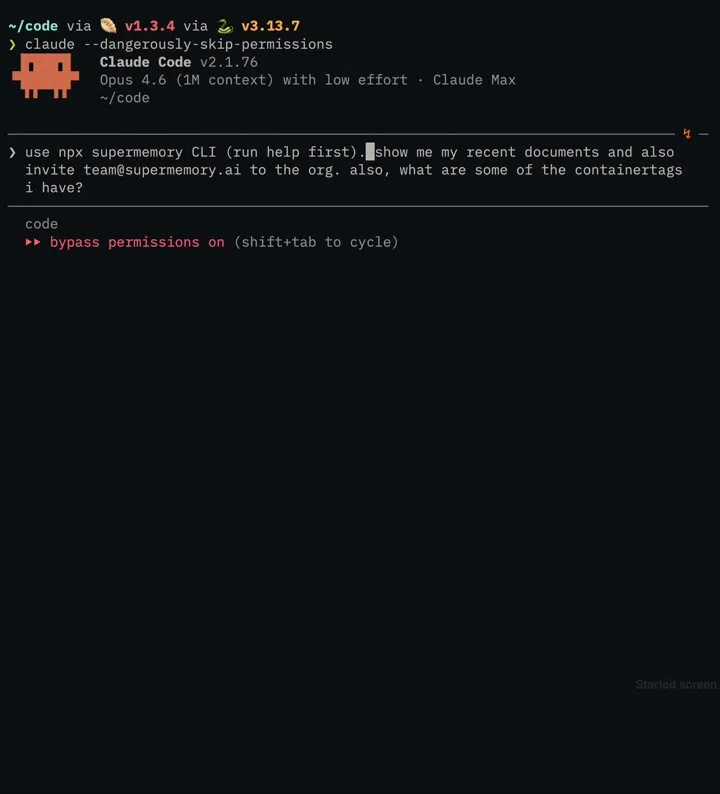 ~/code via 🥟 v1.3.4 via 🐍 v3.13.7
❯ claude --dangerously-skip-permissions
Claude Code v2.1.76
Opus 4.6 (1M context) with low effort · Claude Max
~/code
↯
❯ use npx supermemory CLI (run help first). show me my recent documents and also
invite team@supermemory.ai to the org. also, what are some of the containertags
i have?
code
⏵⏵ bypass permissions on (shift+tab to cycle)
Started screen